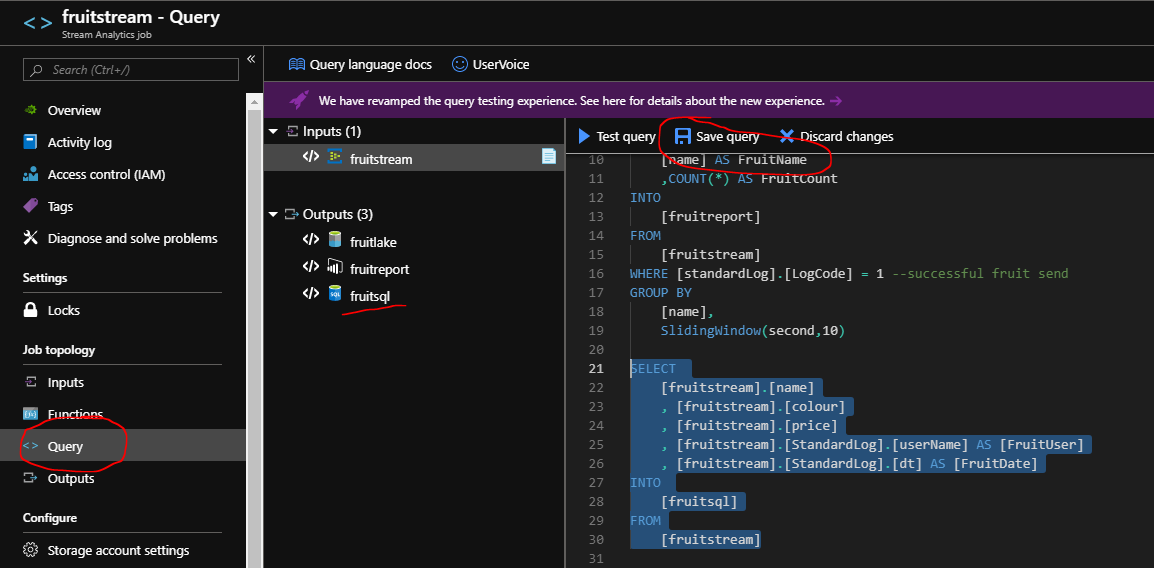 <> fruitstream - Query
Stream Analytics job
Search (Ctrl+/)
«
Overview
Activity log
Access control (IAM)
Tags
Diagnose and solve problems
Settings
Locks
Job topology
Inputs
Functions
<> Query
Outputs
Configure
Storage account settings
Query language docs
UserVoice
We have revamped the query testing experience. See here for details about the new experience. →
Inputs (1)
</> fruitstream
Outputs (3)
</> fruitlake
</> fruitreport
</> SQL fruitsql
Test query
Save query
Discard changes
10 [name] AS FruitName
11 ,COUNT(*) AS FruitCount
12 INTO
13 [fruitreport]
14 FROM
15 [fruitstream]
16 WHERE [standardLog].[LogCode] = 1 --successful fruit send
17 GROUP BY
18 [name],
19 SlidingWindow(second,10)
20
21 SELECT
22 [fruitstream].[name]
23 , [fruitstream].[colour]
24 , [fruitstream].[price]
25 , [fruitstream].[StandardLog].[userName] AS [FruitUser]
26 , [fruitstream].[StandardLog].[dt] AS [FruitDate]
27 INTO
28 [fruitsql]
29 FROM
30 [fruitstream]
31